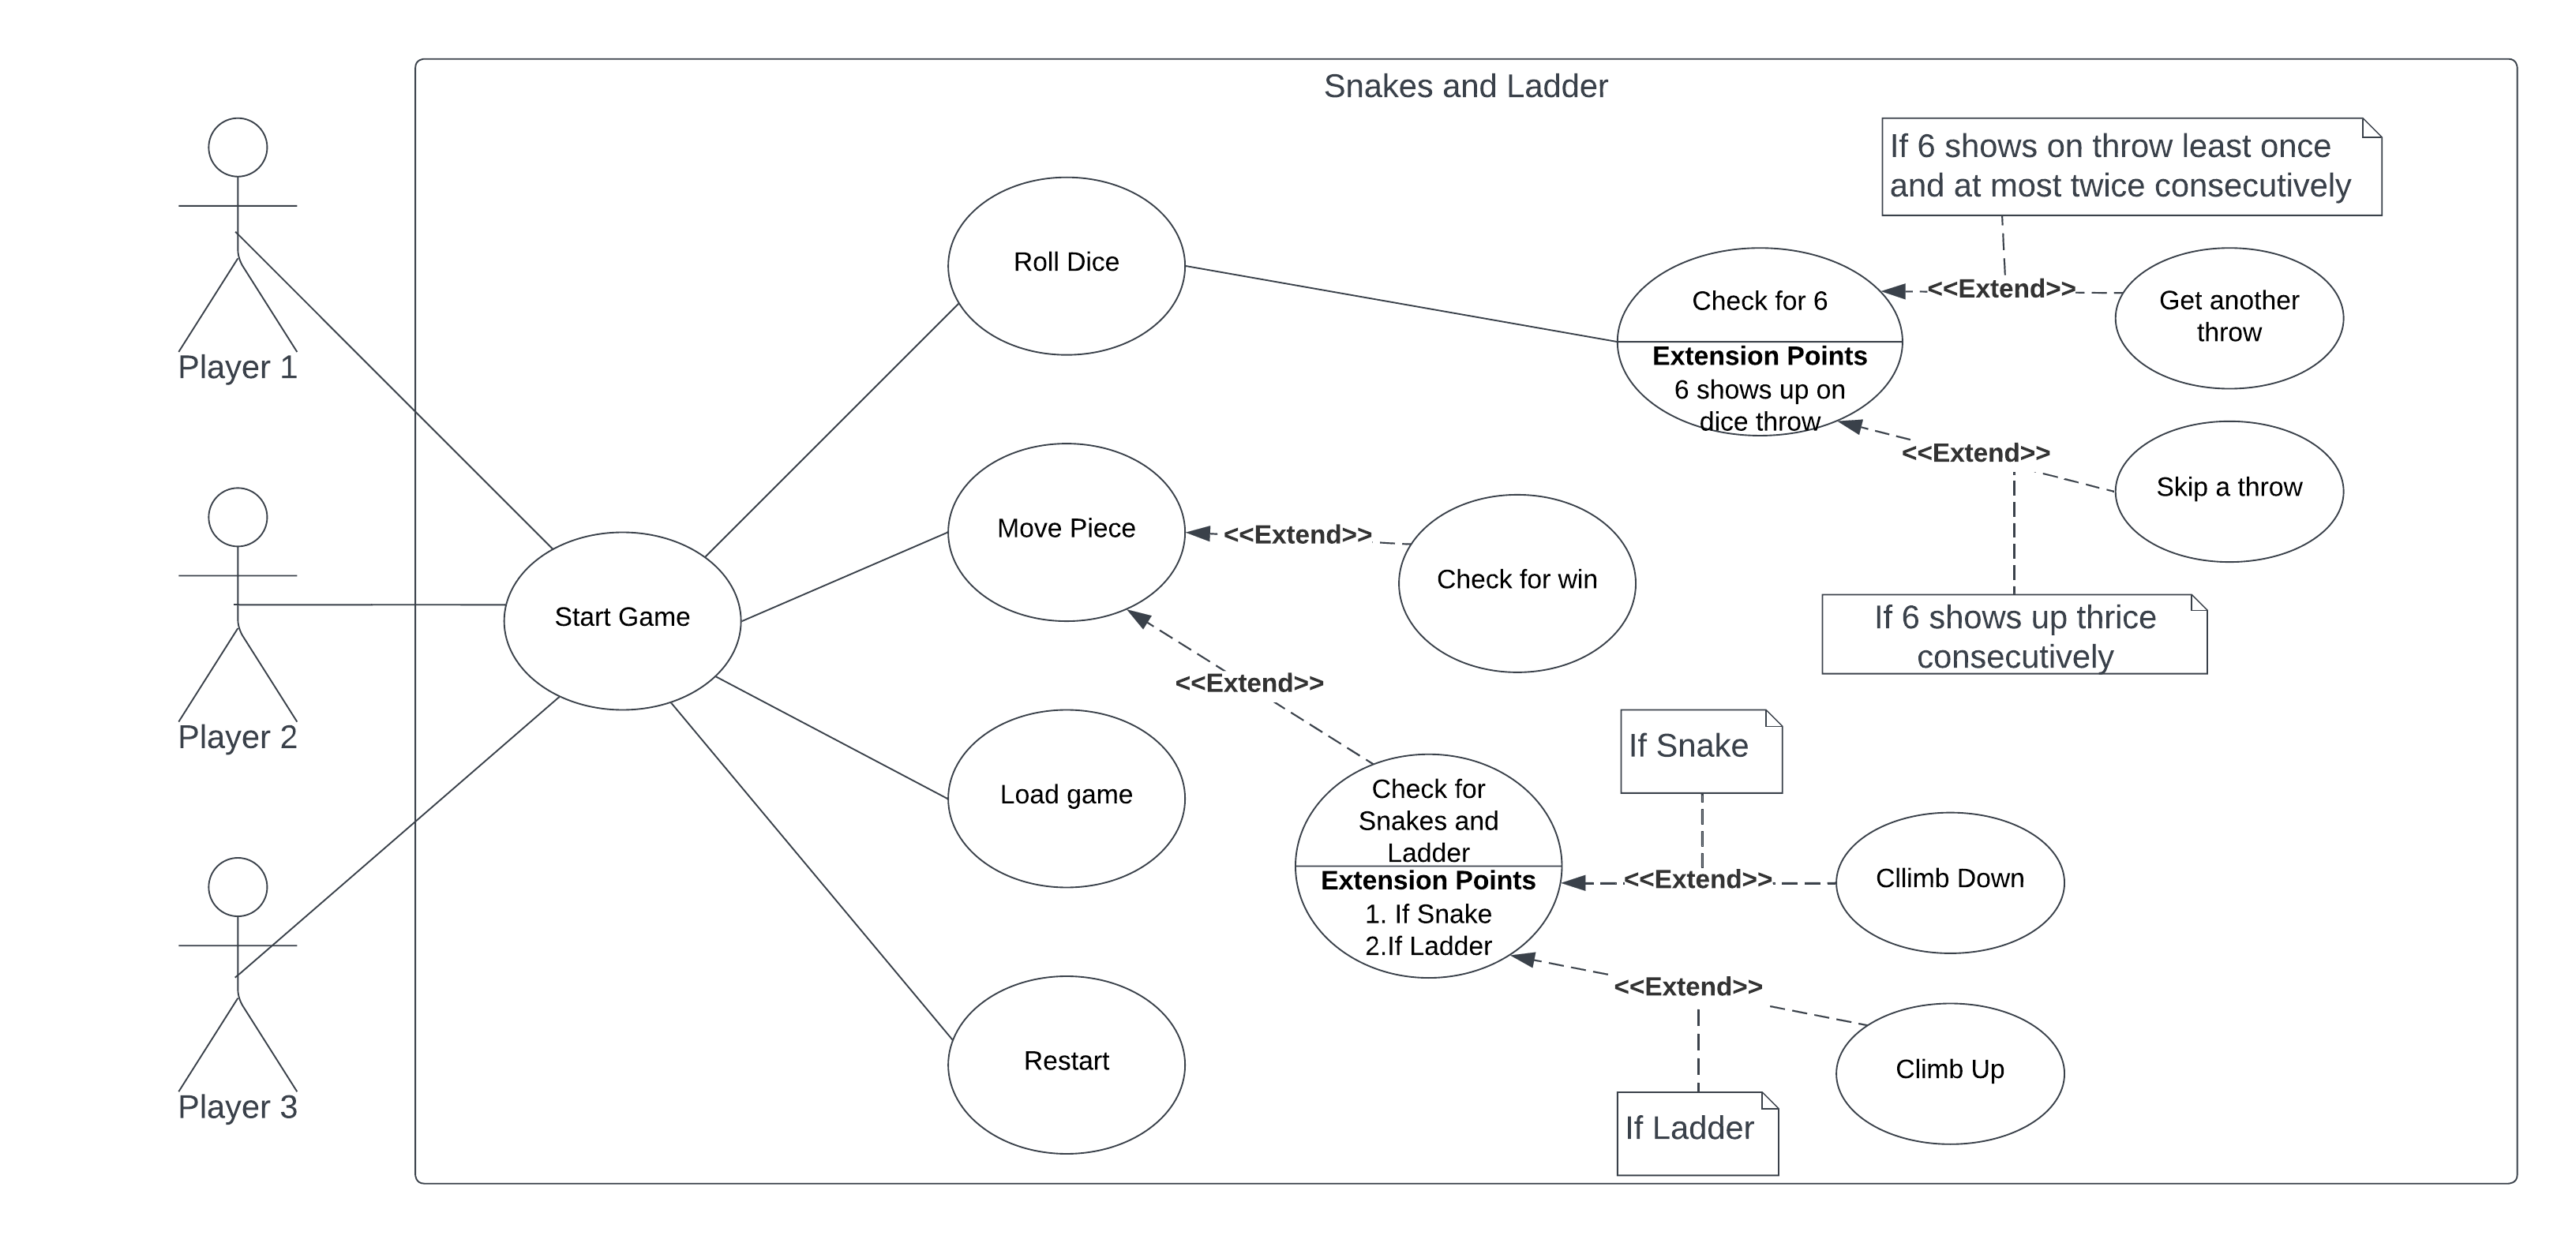 Snakes and Ladder
If 6 shows on throw least once
and at most twice consecutively
Player 1
Roll Dice
Check for 6
Extension Points
6 shows up on
dice throw
<<Extend>>
Get another
throw
<<Extend>>
Skip a throw
If 6 shows up thrice
consecutively
Player 2
Start Game
Move Piece
<<Extend>>
Check for win
<<Extend>>
Load game
Check for
Snakes and
Ladder
Extension Points
1. If Snake
2.If Ladder
If Snake
<<Extend>>
Cllimb Down
<<Extend>>
Climb Up
If Ladder
Player 3
Restart